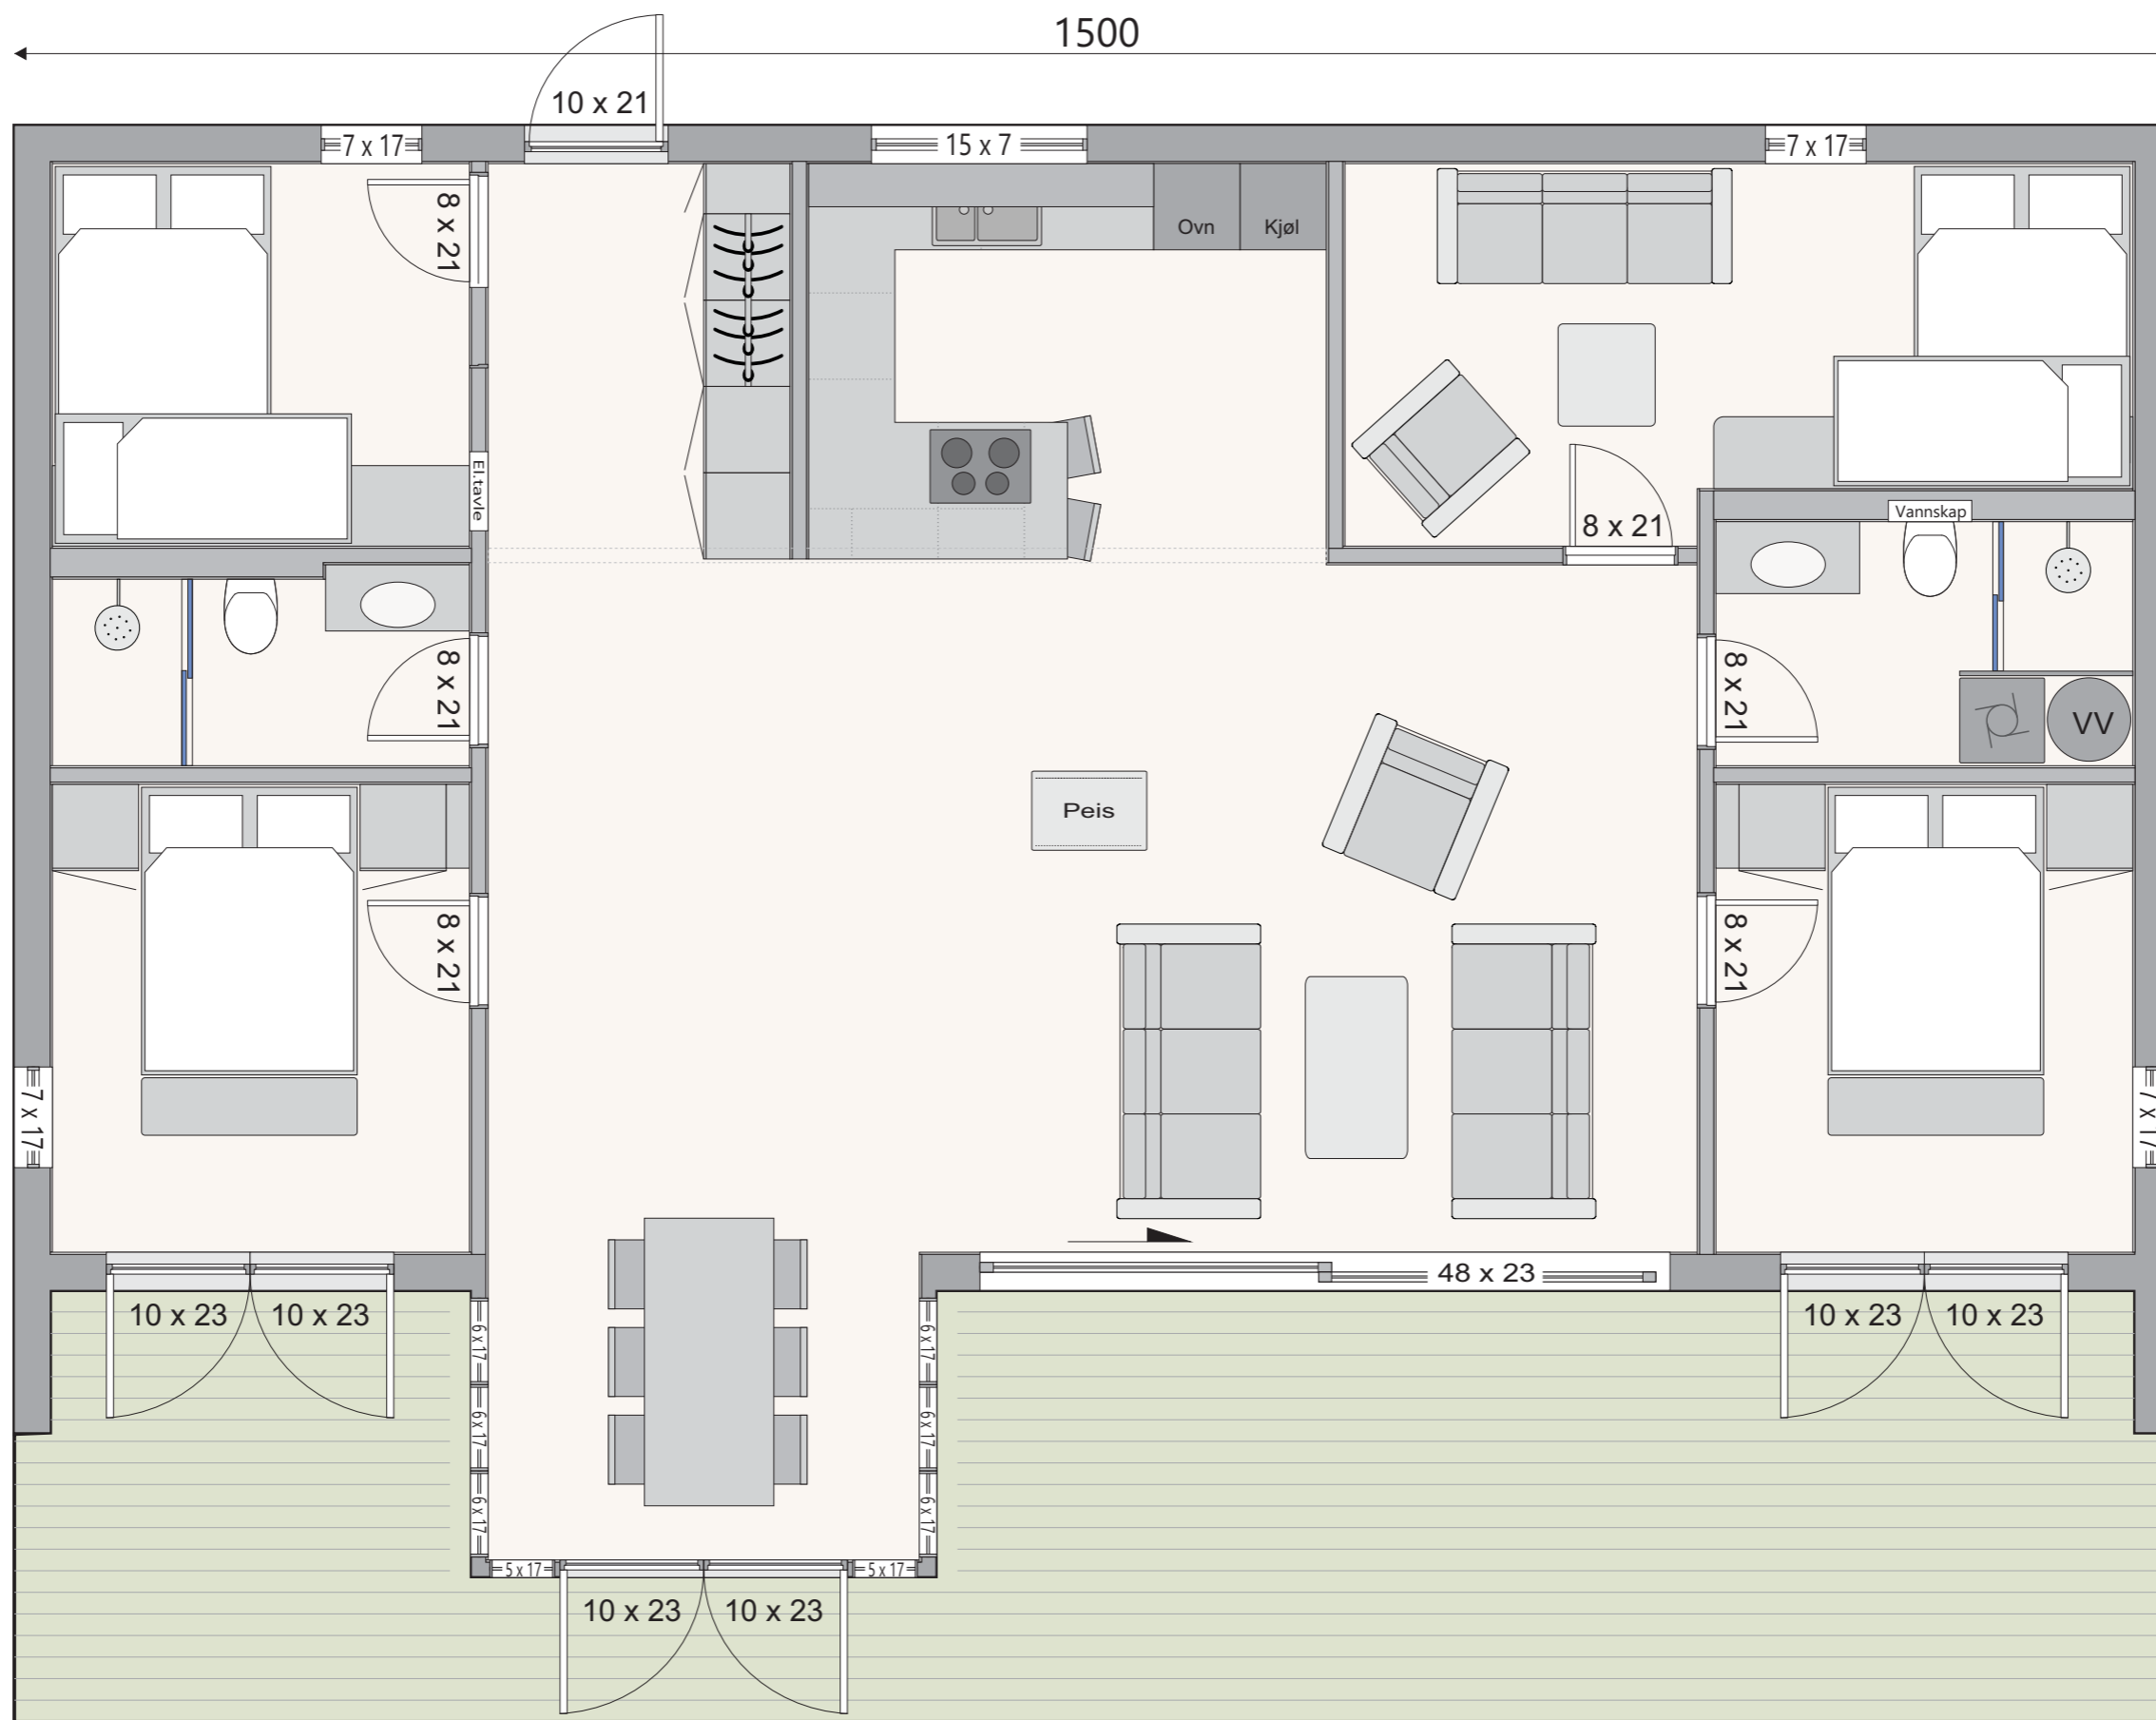 1500
10 x 21
7 x 17
15 x 7
7 x 17
8 x 21
Ovn
Kjøl
El.tavle
8 x 21
Vannskap
8 x 21
8 x 21
VV
Peis
8 x 21
8 x 21
7 x 17
7 x 17
48 x 23
10 x 23
10 x 23
6 x 17
6 x 17
10 x 23
10 x 23
6 x 17
6 x 17
6 x 17
6 x 17
5 x 17
5 x 17
10 x 23
10 x 23